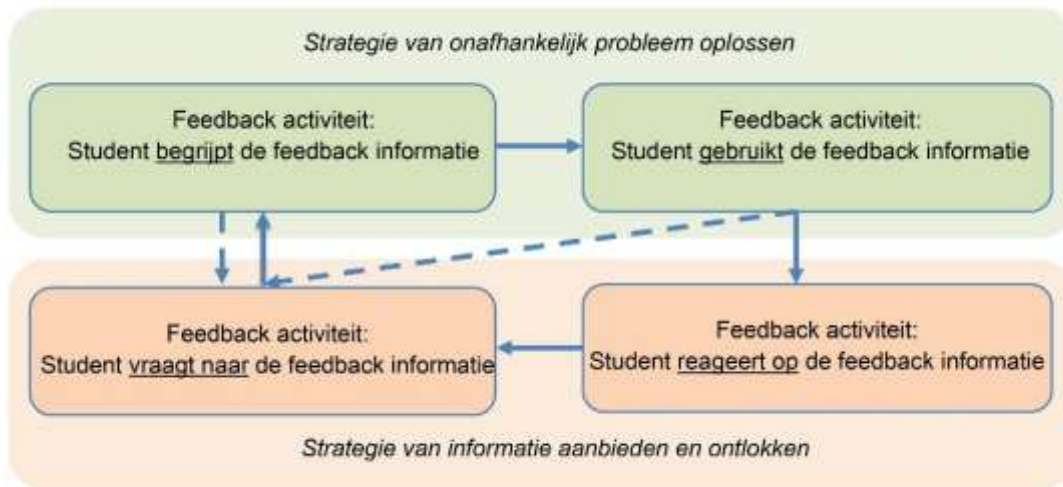 Strategie van onafhankelijk probleem oplossen
Feedback activiteit:
Student begrijpt de feedback informatie
Feedback activiteit:
Student gebruikt de feedback informatie
Feedback activiteit:
Student vraagt naar de feedback informatie
Feedback activiteit:
Student reageert op de feedback informatie
Strategie van informatie aanbieden en ontlokken